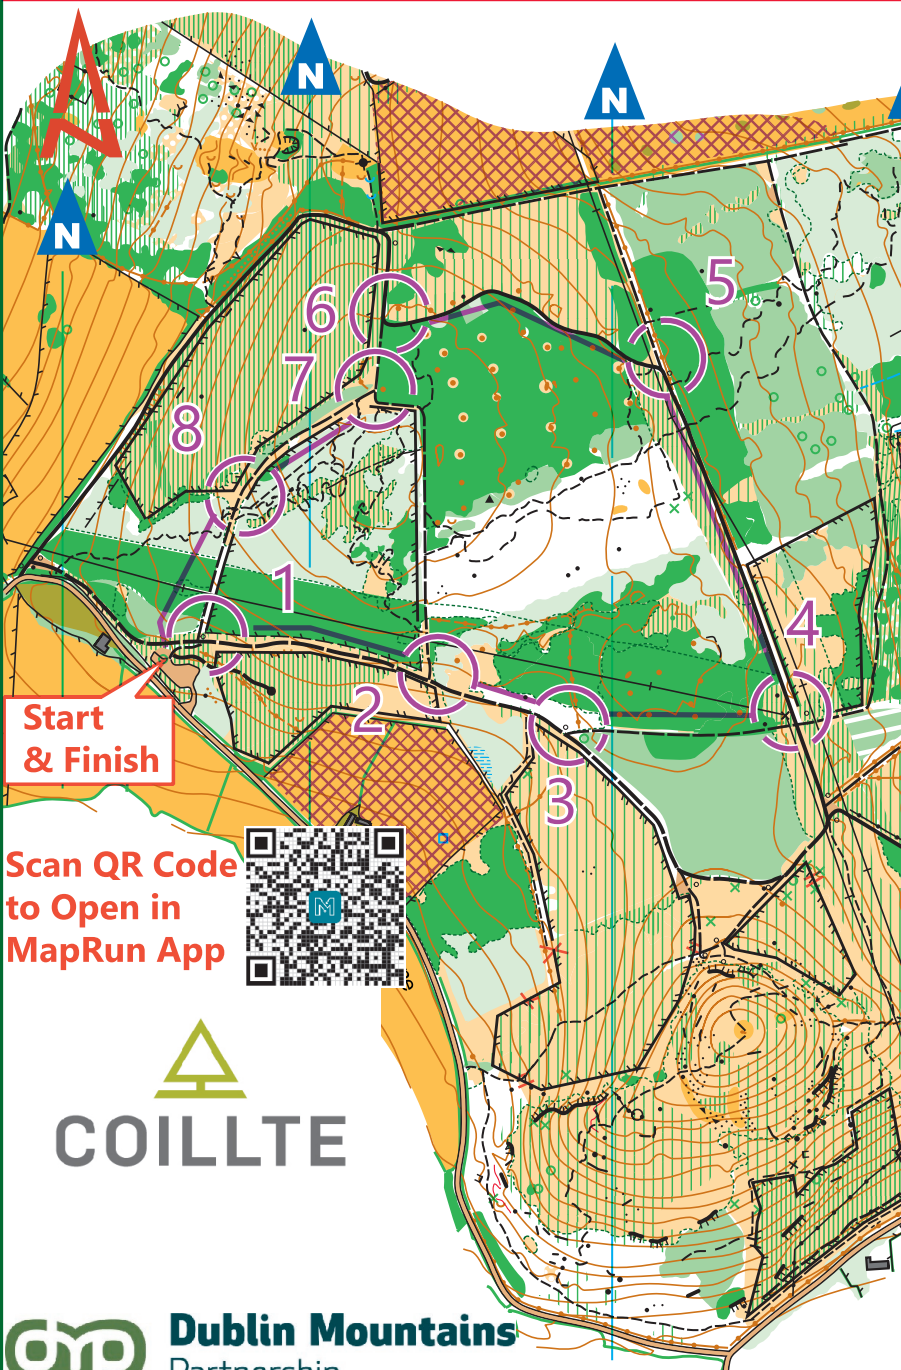 N
N
N
5
6
7
8
1
4
2
3
Start
& Finish
Scan QR Code
to Open in
MapRun App
M
COILLTE
Dublin Mountains
Partnership